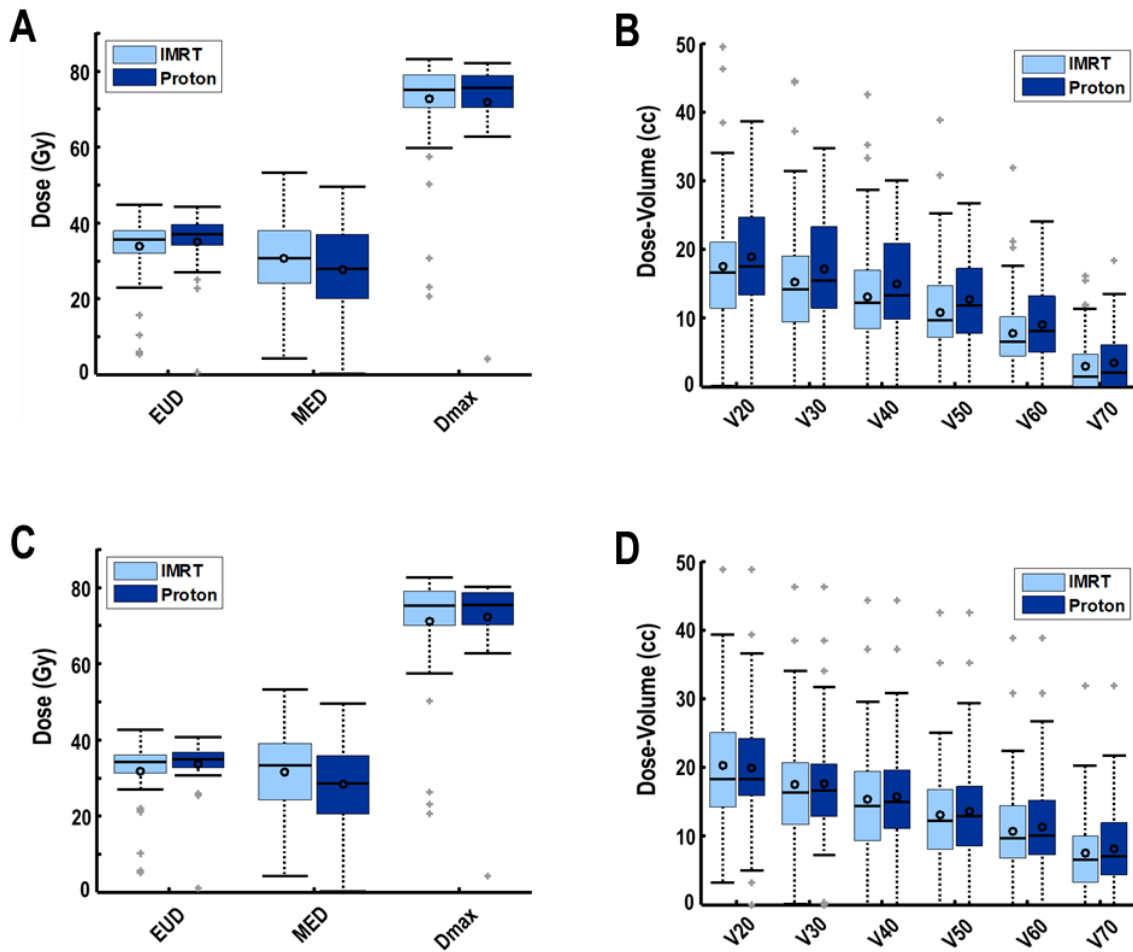 A
IMRT
Proton
Dose (Gy)
80
60
40
20
0
EUD
MED
Dmax
B
IMRT
Proton
Dose-Volume (cc)
50
40
30
20
10
0
V20
V30
V40
V50
V60
V70
C
IMRT
Proton
Dose (Gy)
80
60
40
20
0
EUD
MED
Dmax
D
IMRT
Proton
Dose-Volume (cc)
50
40
30
20
10
0
V20
V30
V40
V50
V60
V70